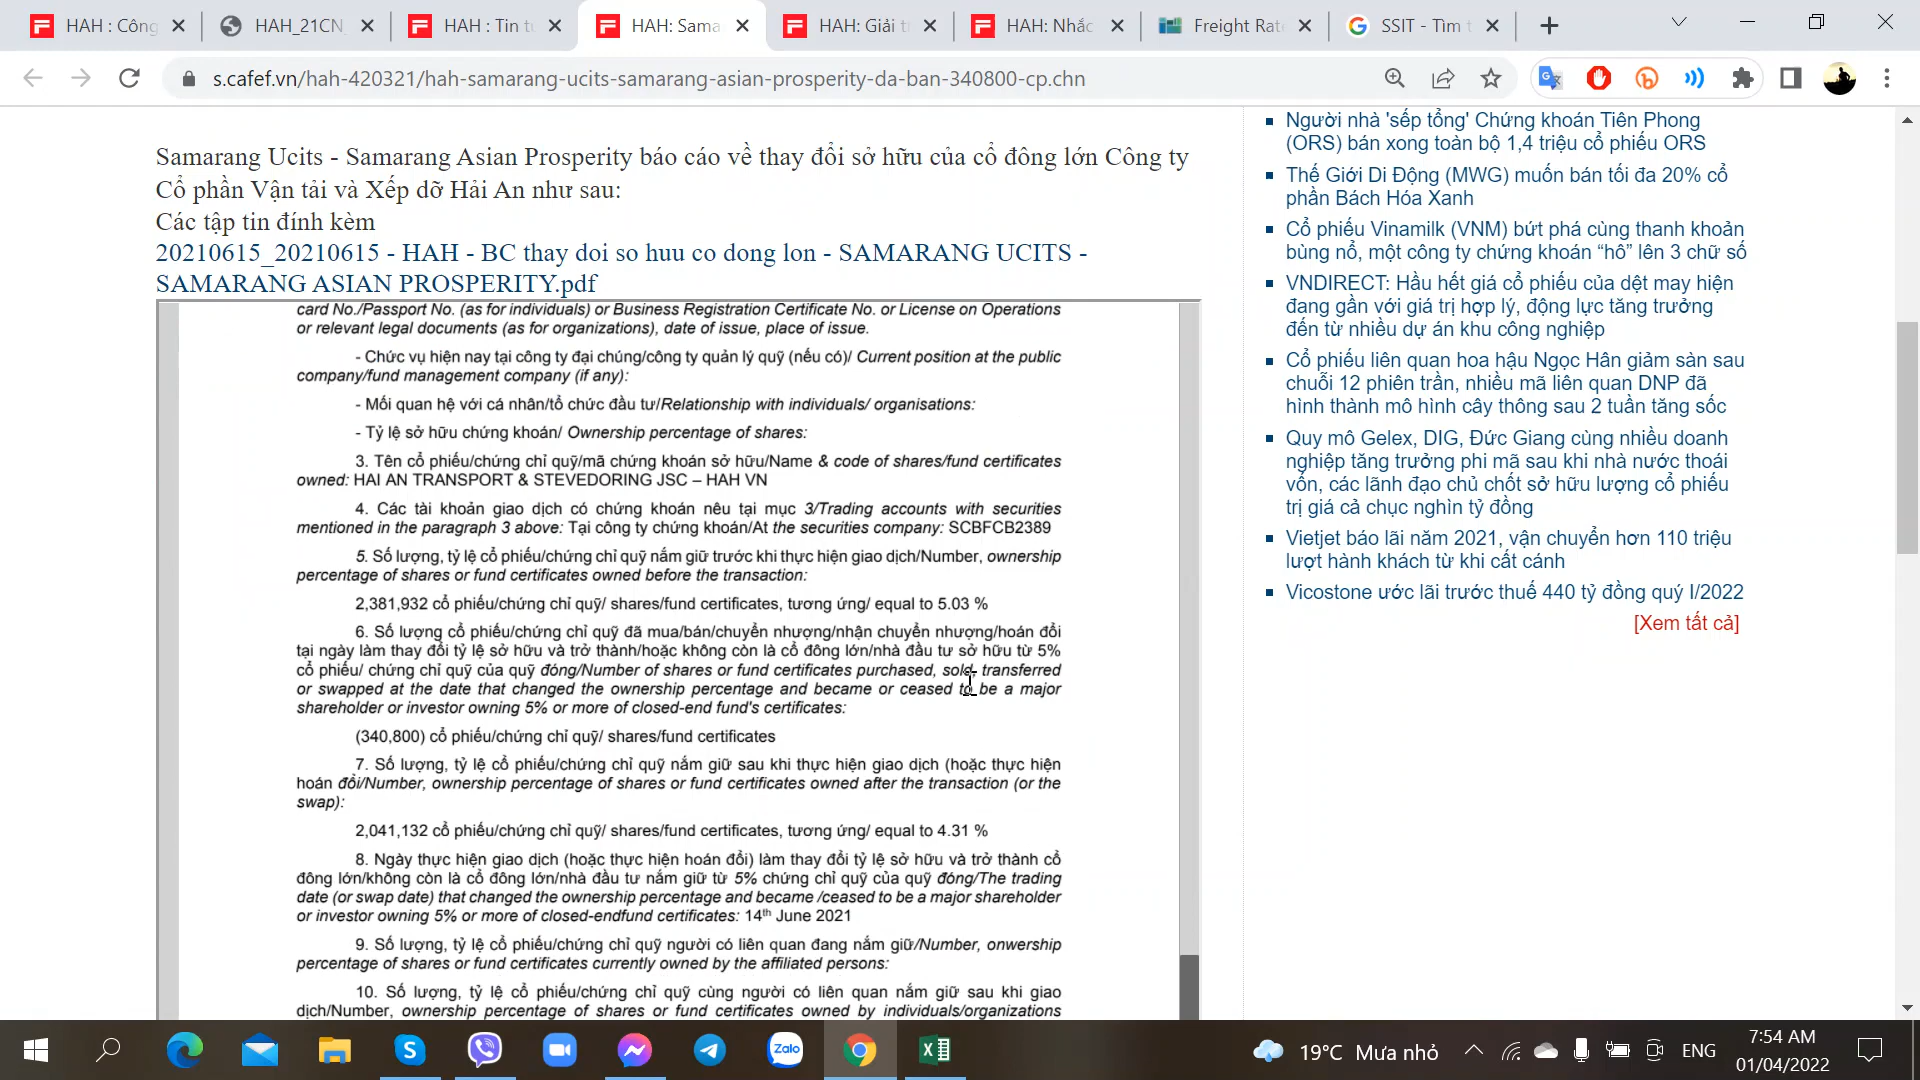 HAH : Công
HAH_21CN_
HAH : Tin t
HAH: Sama
HAH: Giải t
HAH: Nhắc
Freight Rat
SSIT - Tìm t
s.cafef.vn/hah-420321/hah-samarang-ucits-samarang-asian-prosperity-da-ban-340800-cp.chn
Samarang Ucits - Samarang Asian Prosperity báo cáo về thay đổi sở hữu của cổ đông lớn Công ty
Cổ phần Vận tải và Xếp dỡ Hải An như sau:
Các tập tin đính kèm
20210615_20210615 - HAH - BC thay doi so huu co dong lon - SAMARANG UCITS -
SAMARANG ASIAN PROSPERITY.pdf
card No./Passport No. (as for individuals) or Business Registration Certificate No. or License on Operations
or relevant legal documents (as for organizations), date of issue, place of issue.
- Chức vụ hiện nay tại công ty đại chúng/công ty quản lý quỹ (nếu có)/ Current position at the public
company/fund management company (if any):
- Mối quan hệ với cá nhân/tổ chức đầu tư/Relationship with individuals/ organisations:
- Tỷ lệ sở hữu chứng khoán/ Ownership percentage of shares:
3. Tên cổ phiếu/chứng chỉ quỹ/mã chứng khoán sở hữu/Name & code of shares/fund certificates
owned: HAI AN TRANSPORT & STEVEDORING JSC – HAH VN
4. Các tài khoản giao dịch có chứng khoán nêu tại mục 3/Trading accounts with securities
mentioned in the paragraph 3 above: Tại công ty chứng khoán/At the securities company: SCBFCB2389
5. Số lượng, tỷ lệ cổ phiếu/chứng chỉ quỹ nắm giữ trước khi thực hiện giao dịch/Number, ownership
percentage of shares or fund certificates owned before the transaction:
2,381,932 cổ phiếu/chứng chỉ quỹ/ shares/fund certificates, tương ứng/ equal to 5.03 %
6. Số lượng cổ phiếu/chứng chỉ quỹ đã mua/bán/chuyển nhượng/nhận chuyển nhượng/hoán đổi
tại ngày làm thay đổi tỷ lệ sở hữu và trở thành/hoặc không còn là cổ đông lớn/nhà đầu tư sở hữu từ 5%
cổ phiếu/ chứng chỉ quỹ của quỹ đóng/Number of shares or fund certificates purchased, sold, transferred
or swapped at the date that changed the ownership percentage and became or ceased to be a major
shareholder or investor owning 5% or more of closed-end fund's certificates:
(340,800) cổ phiếu/chứng chỉ quỹ/ shares/fund certificates
7. Số lượng, tỷ lệ cổ phiếu/chứng chỉ quỹ nắm giữ sau khi thực hiện giao dịch (hoặc thực hiện
hoán đổi/Number, ownership percentage of shares or fund certificates owned after the transaction (or the
swap):
2,041,132 cổ phiếu/chứng chỉ quỹ/ shares/fund certificates, tương ứng/ equal to 4.31 %
8. Ngày thực hiện giao dịch (hoặc thực hiện hoán đổi) làm thay đổi tỷ lệ sở hữu và trở thành cổ
đông lớn/không còn là cổ đông lớn/nhà đầu tư nắm giữ từ 5% chứng chỉ quỹ của quỹ đóng/The trading
date (or swap date) that changed the ownership percentage and became /ceased to be a major shareholder
or investor owning 5% or more of closed-endfund certificates: 14th June 2021
9. Số lượng, tỷ lệ cổ phiếu/chứng chỉ quỹ người có liên quan đang nắm giữ/Number, onwership
percentage of shares or fund certificates currently owned by the affiliated persons:
10. Số lượng, tỷ lệ cổ phiếu/chứng chỉ quỹ cùng người có liên quan nắm giữ sau khi giao
dịch/Number, ownership percentage of shares or fund certificates owned by individuals/organizations
Người nhà 'sếp tổng' Chứng khoán Tiên Phong
(ORS) bán xong toàn bộ 1,4 triệu cổ phiếu ORS
Thế Giới Di Động (MWG) muốn bán tối đa 20% cổ
phần Bách Hóa Xanh
Cổ phiếu Vinamilk (VNM) bứt phá cùng thanh khoản
bùng nổ, một công ty chứng khoán “hô” lên 3 chữ số
VNDIRECT: Hầu hết giá cổ phiếu của dệt may hiện
đang gần với giá trị hợp lý, động lực tăng trưởng
đến từ nhiều dự án khu công nghiệp
Cổ phiếu liên quan hoa hậu Ngọc Hân giảm sàn sau
chuỗi 12 phiên trần, nhiều mã liên quan DNP đã
hình thành mô hình cây thông sau 2 tuần tăng sốc
Quy mô Gelex, DIG, Đức Giang cùng nhiều doanh
nghiệp tăng trưởng phi mã sau khi nhà nước thoái
vốn, các lãnh đạo chủ chốt sở hữu lượng cổ phiếu
trị giá cả chục nghìn tỷ đồng
Vietjet báo lãi năm 2021, vận chuyển hơn 110 triệu
lượt hành khách từ khi cất cánh
Vicostone ước lãi trước thuế 440 tỷ đồng quý I/2022
[Xem tất cả]
Zalo
19°C Mưa nhỏ
ENG
7:54 AM
01/04/2022